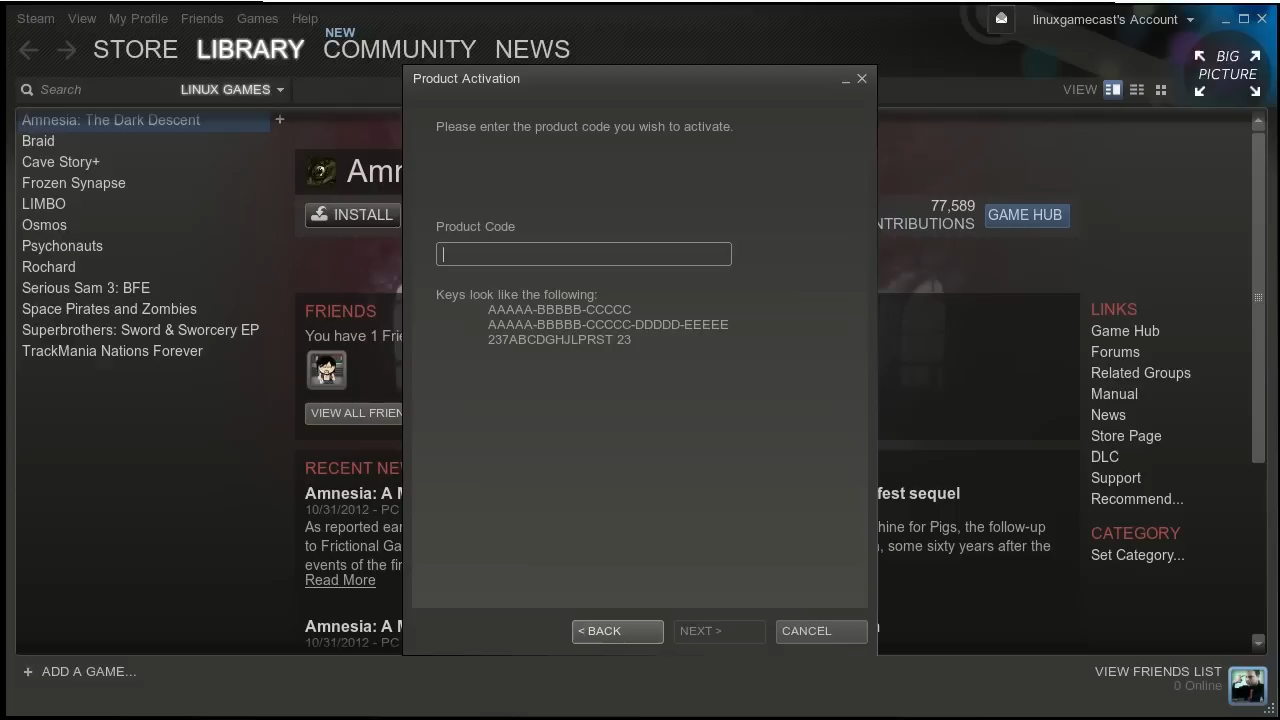 Steam View My Profile Friends Games Help
linuxgamecast's Account
STORE LIBRARY COMMUNITY NEWS
NEW
BIG
PICTURE
Search
LINUX GAMES
VIEW
Amnesia: The Dark Descent
Braid
Cave Story+
Frozen Synapse
LIMBO
Osmos
Psychonauts
Rochard
Serious Sam 3: BFE
Space Pirates and Zombies
Superbrothers: Sword & Sworcery EP
TrackMania Nations Forever
Amn
INSTALL
77,589
NTRIBUTIONS
GAME HUB
FRIENDS
You have 1 Frie
VIEW ALL FRIEN
RECENT NE
Amnesia: A M
10/31/2012 - PC
As reported ear
to Frictional Ga
events of the fir
Read More
Amnesia: A M
10/31/2012 - PC
Product Activation
Please enter the product code you wish to activate.
Product Code
Keys look like the following:
AAAAA-BBBBB-CCCCC
AAAAA-BBBBB-CCCCC-DDDDD-EEEEE
237ABCDGHJLPRST 23
< BACK
NEXT >
CANCEL
fest sequel
hine for Pigs, the follow-up
, some sixty years after the
LINKS
Game Hub
Forums
Related Groups
Manual
News
Store Page
DLC
Support
Recommend...
CATEGORY
Set Category...
ADD A GAME...
VIEW FRIENDS LIST
0 Online